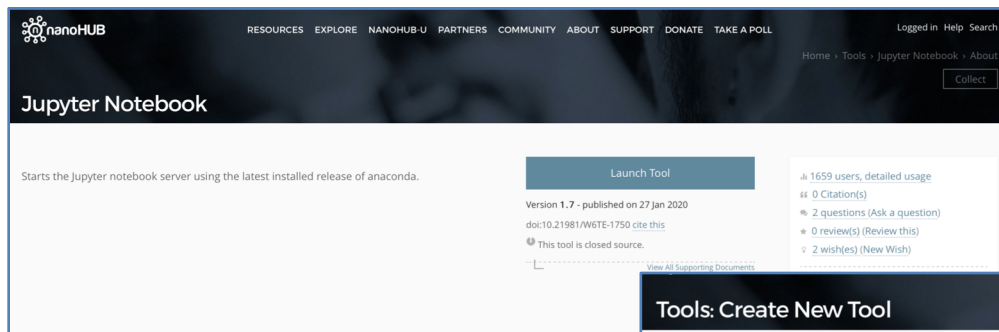 nanoHUB
RESOURCES EXPLORE NANOHUB-U PARTNERS COMMUNITY ABOUT SUPPORT DONATE TAKE A POLL
Logged in Help Search
Home › Tools › Jupyter Notebook › About
Collect
Jupyter Notebook
Starts the Jupyter notebook server using the latest installed release of anaconda.
Launch Tool
Version 1.7 - published on 27 Jan 2020
doi:10.21981/W6TE-1750 cite this
This tool is closed source.
View All Supporting Documents
1659 users, detailed usage
0 Citation(s)
2 questions (Ask a question)
0 review(s) (Review this)
2 wish(es) (New Wish)
Tools: Create New Tool